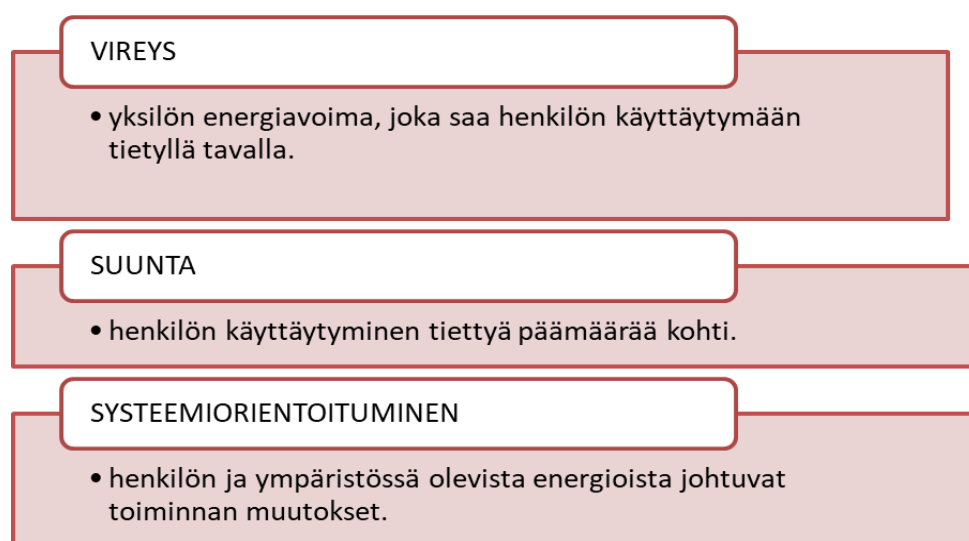 VIREYS
• yksilön energiavoima, joka saa henkilön käyttäytymään
tietyllä tavalla.
SUUNTA
• henkilön käyttäytyminen tiettyä päämäärää kohti.
SYSTEEMIORIENTOITUMINEN
• henkilön ja ympäristössä olevista energioista johtuvat
toiminnan muutokset.